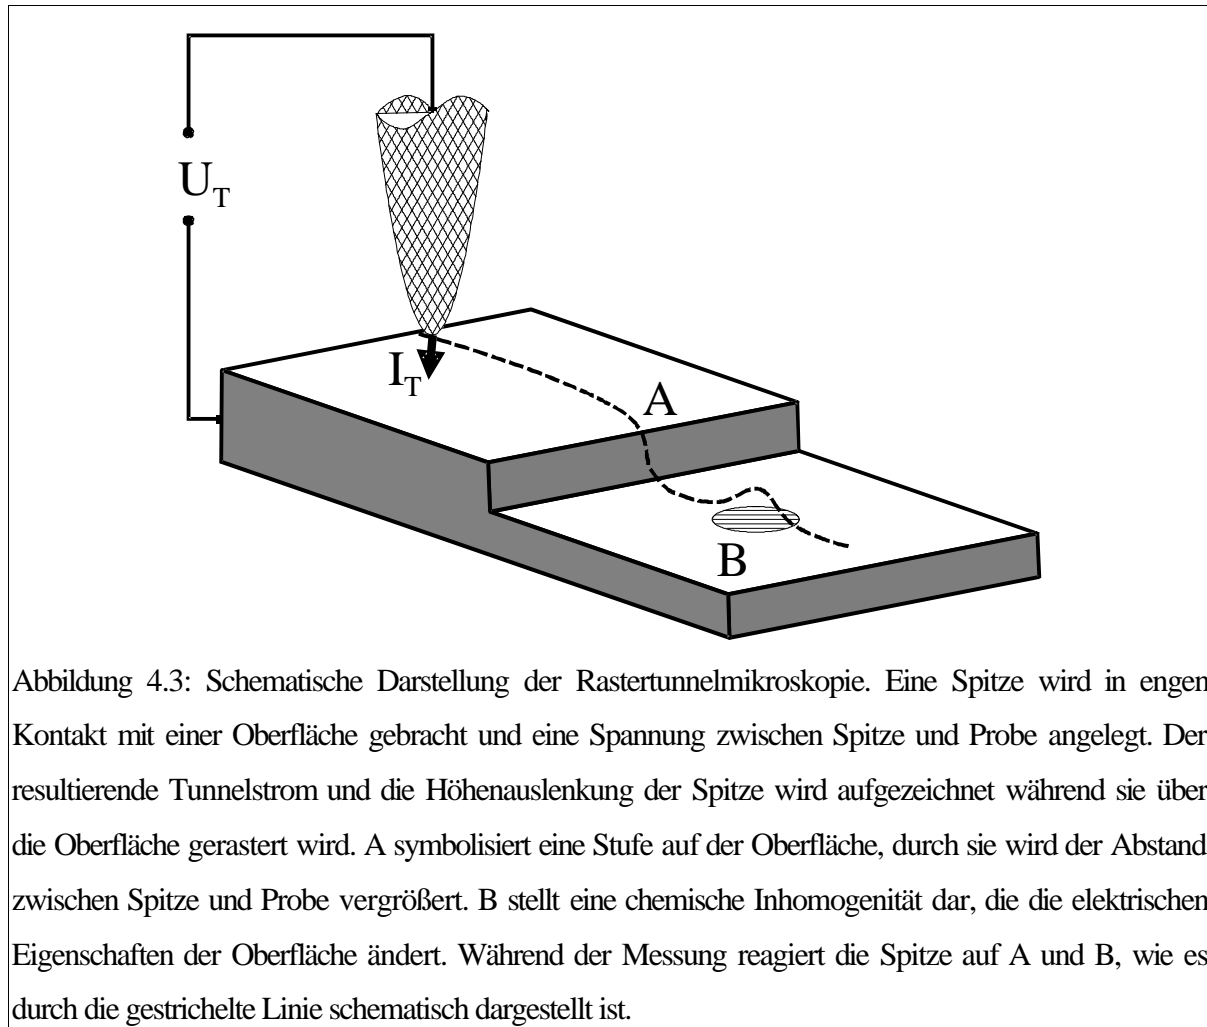 U_T
I_T
A
B
Abbildung 4.3: Schematische Darstellung der Rastertunnelmikroskopie. Eine Spitze wird in engen
Kontakt mit einer Oberfläche gebracht und eine Spannung zwischen Spitze und Probe angelegt. Der
resultierende Tunnelstrom und die Höhenauslenkung der Spitze wird aufgezeichnet während sie über
die Oberfläche gerastert wird. A symbolisiert eine Stufe auf der Oberfläche, durch sie wird der Abstand
zwischen Spitze und Probe vergrößert. B stellt eine chemische Inhomogenität dar, die die elektrischen
Eigenschaften der Oberfläche ändert. Während der Messung reagiert die Spitze auf A und B, wie es
durch die gestrichelte Linie schematisch dargestellt ist.